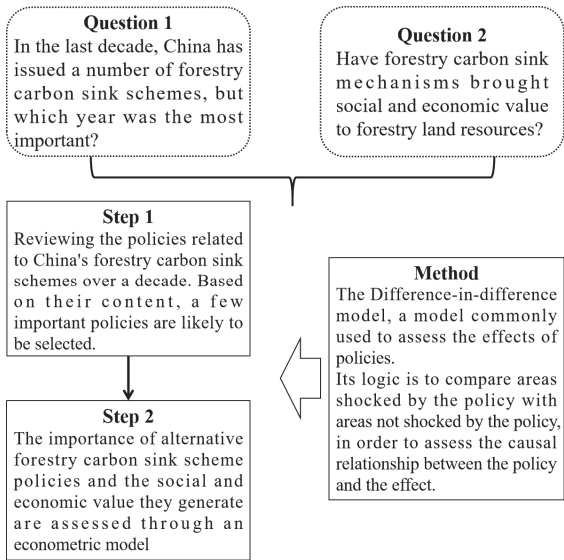 Question 1
In the last decade, China has
issued a number of forestry
carbon sink schemes, but
which year was the most
important?
Question 2
Have forestry carbon sink
mechanisms brought
social and economic value
to forestry land resources?
Step 1
Reviewing the policies related
to China's forestry carbon sink
schemes over a decade. Based
on their content, a few
important policies are likely to
be selected.
Method
The Difference-in-difference
model, a model commonly
used to assess the effects of
policies.
Its logic is to compare areas
shocked by the policy with
areas not shocked by the policy,
in order to assess the causal
relationship between the policy
and the effect.
Step 2
The importance of alternative
forestry carbon sink scheme
policies and the social and
economic value they generate
are assessed through an
econometric model